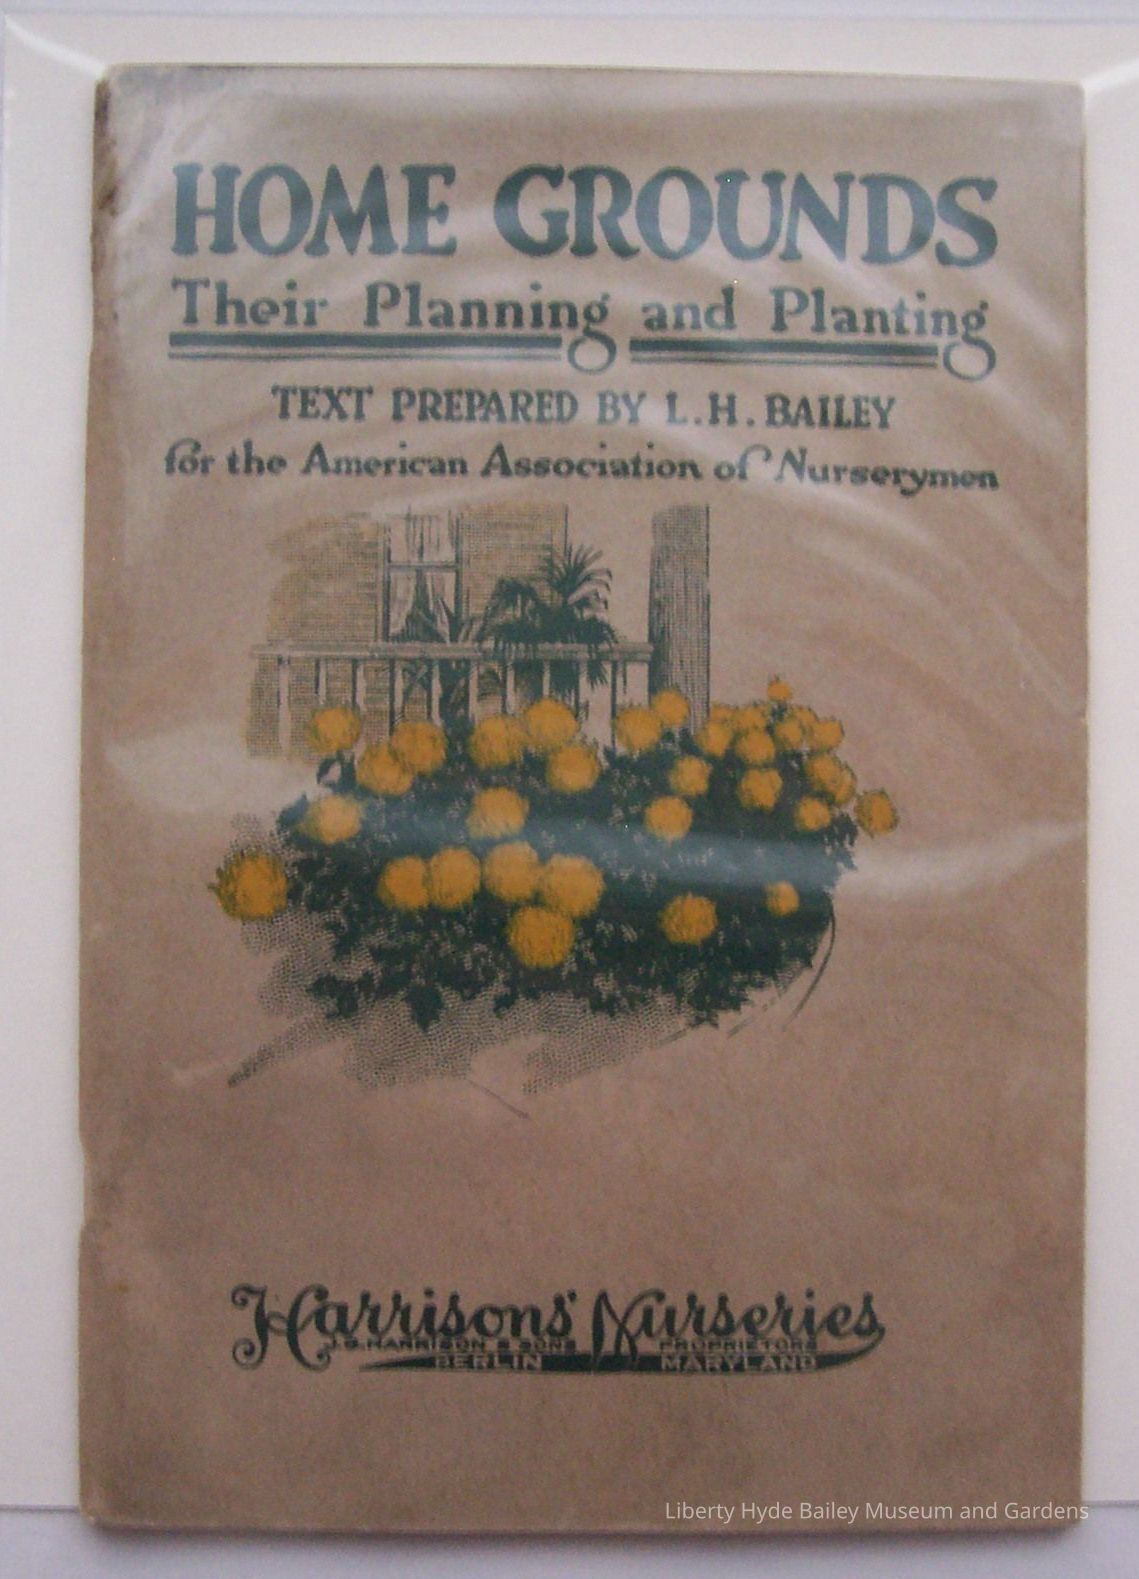 HOME GROUNDS
Their Planning and Planting
TEXT PREPARED BY L. H. BAILEY
for the American Association of Nurserymen
Harrisons' Nurseries
J.G. HARRISON & SONS PROPRIETORS
BERLIN MARYLAND
Liberty Hyde Bailey Museum and Gardens